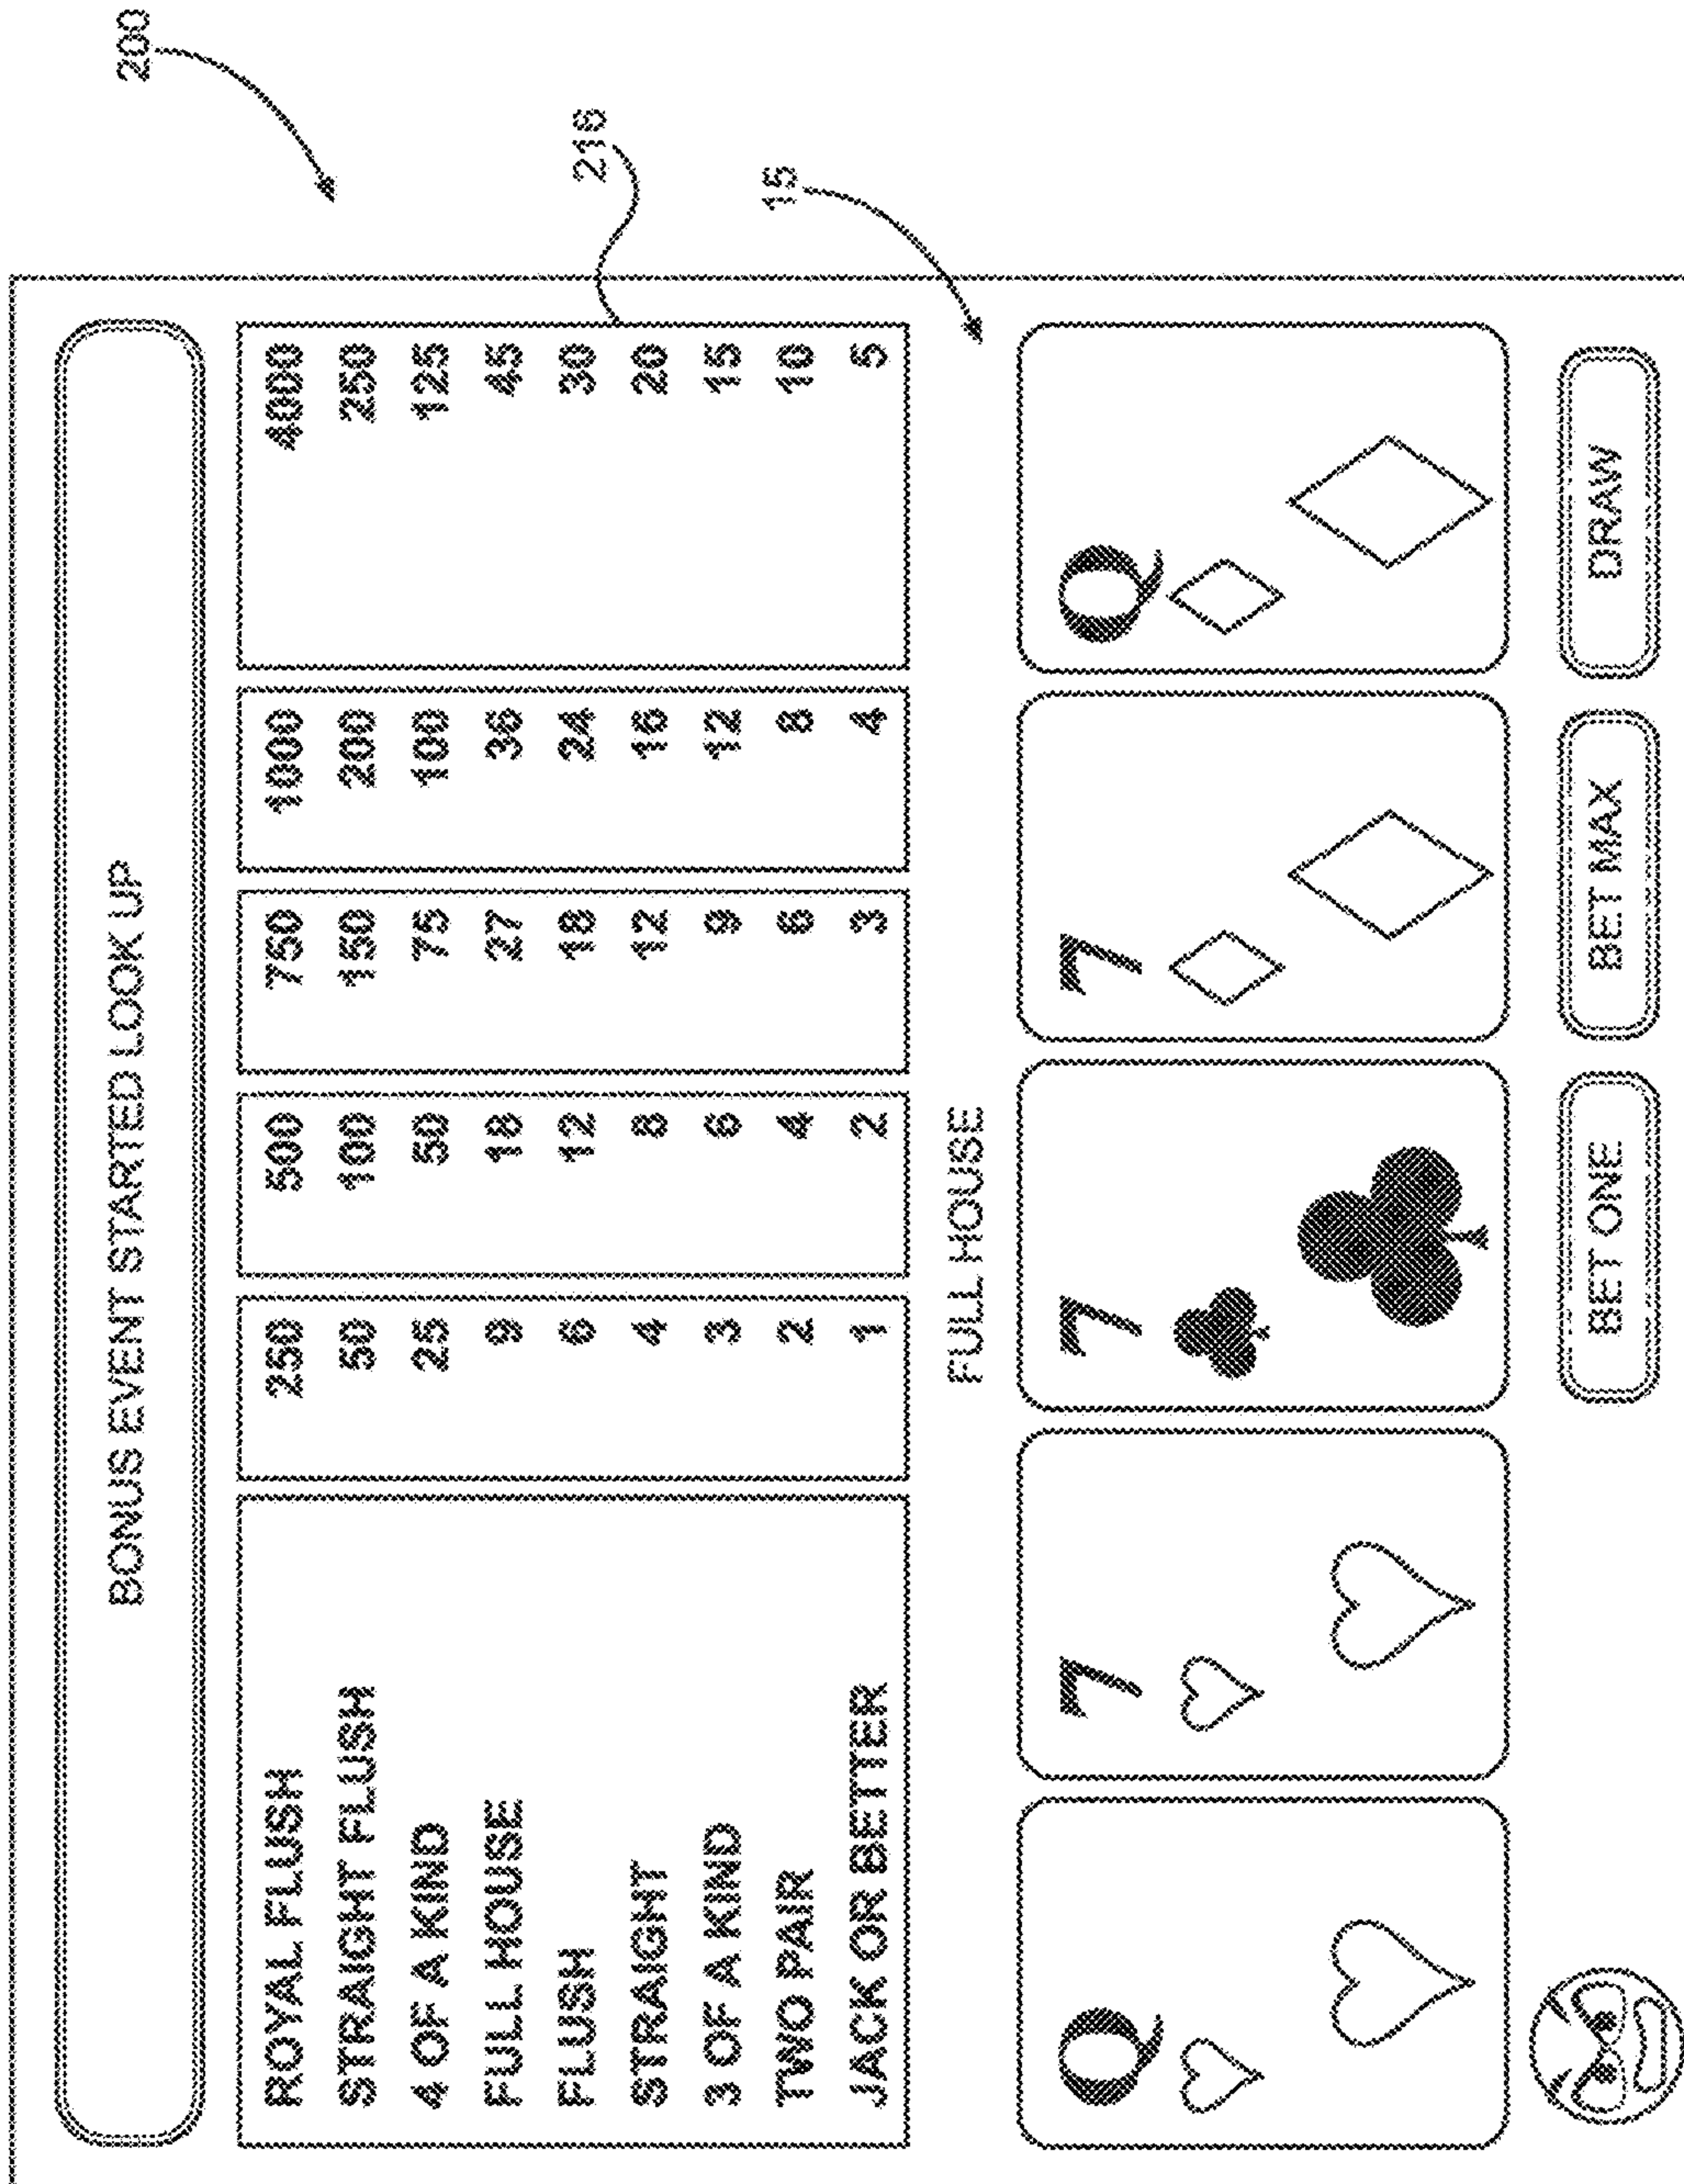 200
BONUS EVENT STARTED LOOK UP
ROYAL FLUSH 250 500 750 1000 4000
STRAIGHT FLUSH 50 100 150 200 250
4 OF A KIND 25 50 75 100 125
FULL HOUSE 9 18 27 36 45
FLUSH 6 12 18 24 30
STRAIGHT 4 8 12 16 20
3 OF A KIND 3 6 9 12 15
TWO PAIR 2 4 6 8 10
JACK OR BETTER 1 2 3 4 5
216
15
FULL HOUSE
Q 7 7 7 Q
BET ONE BET MAX DRAW